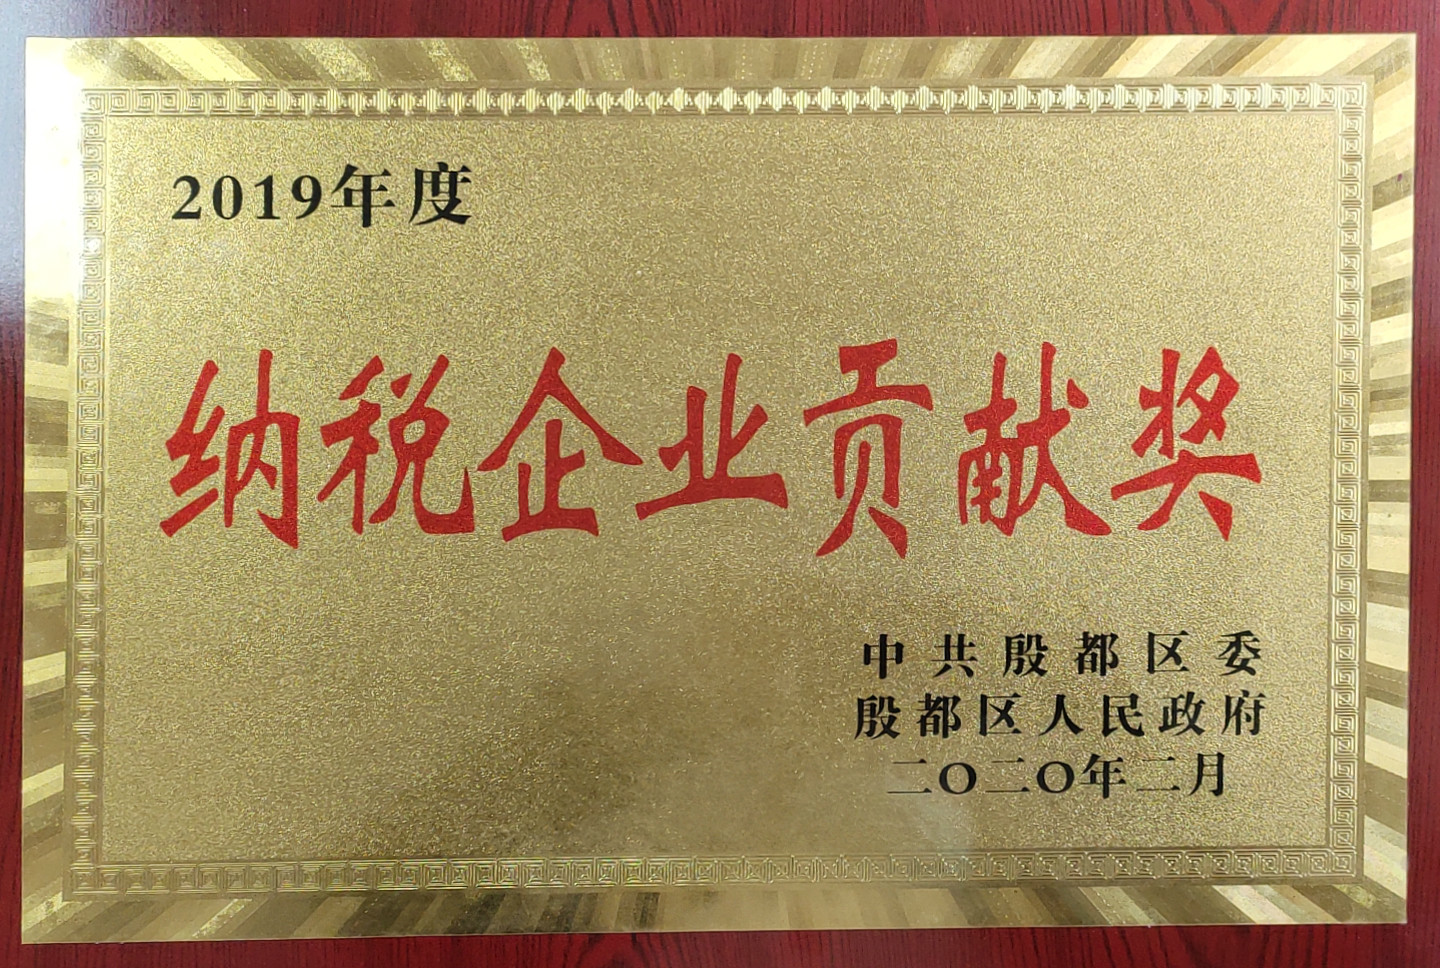 2019年度
纳税企业贡献奖
中共殷都区委
殷都区人民政府
二〇二〇年二月